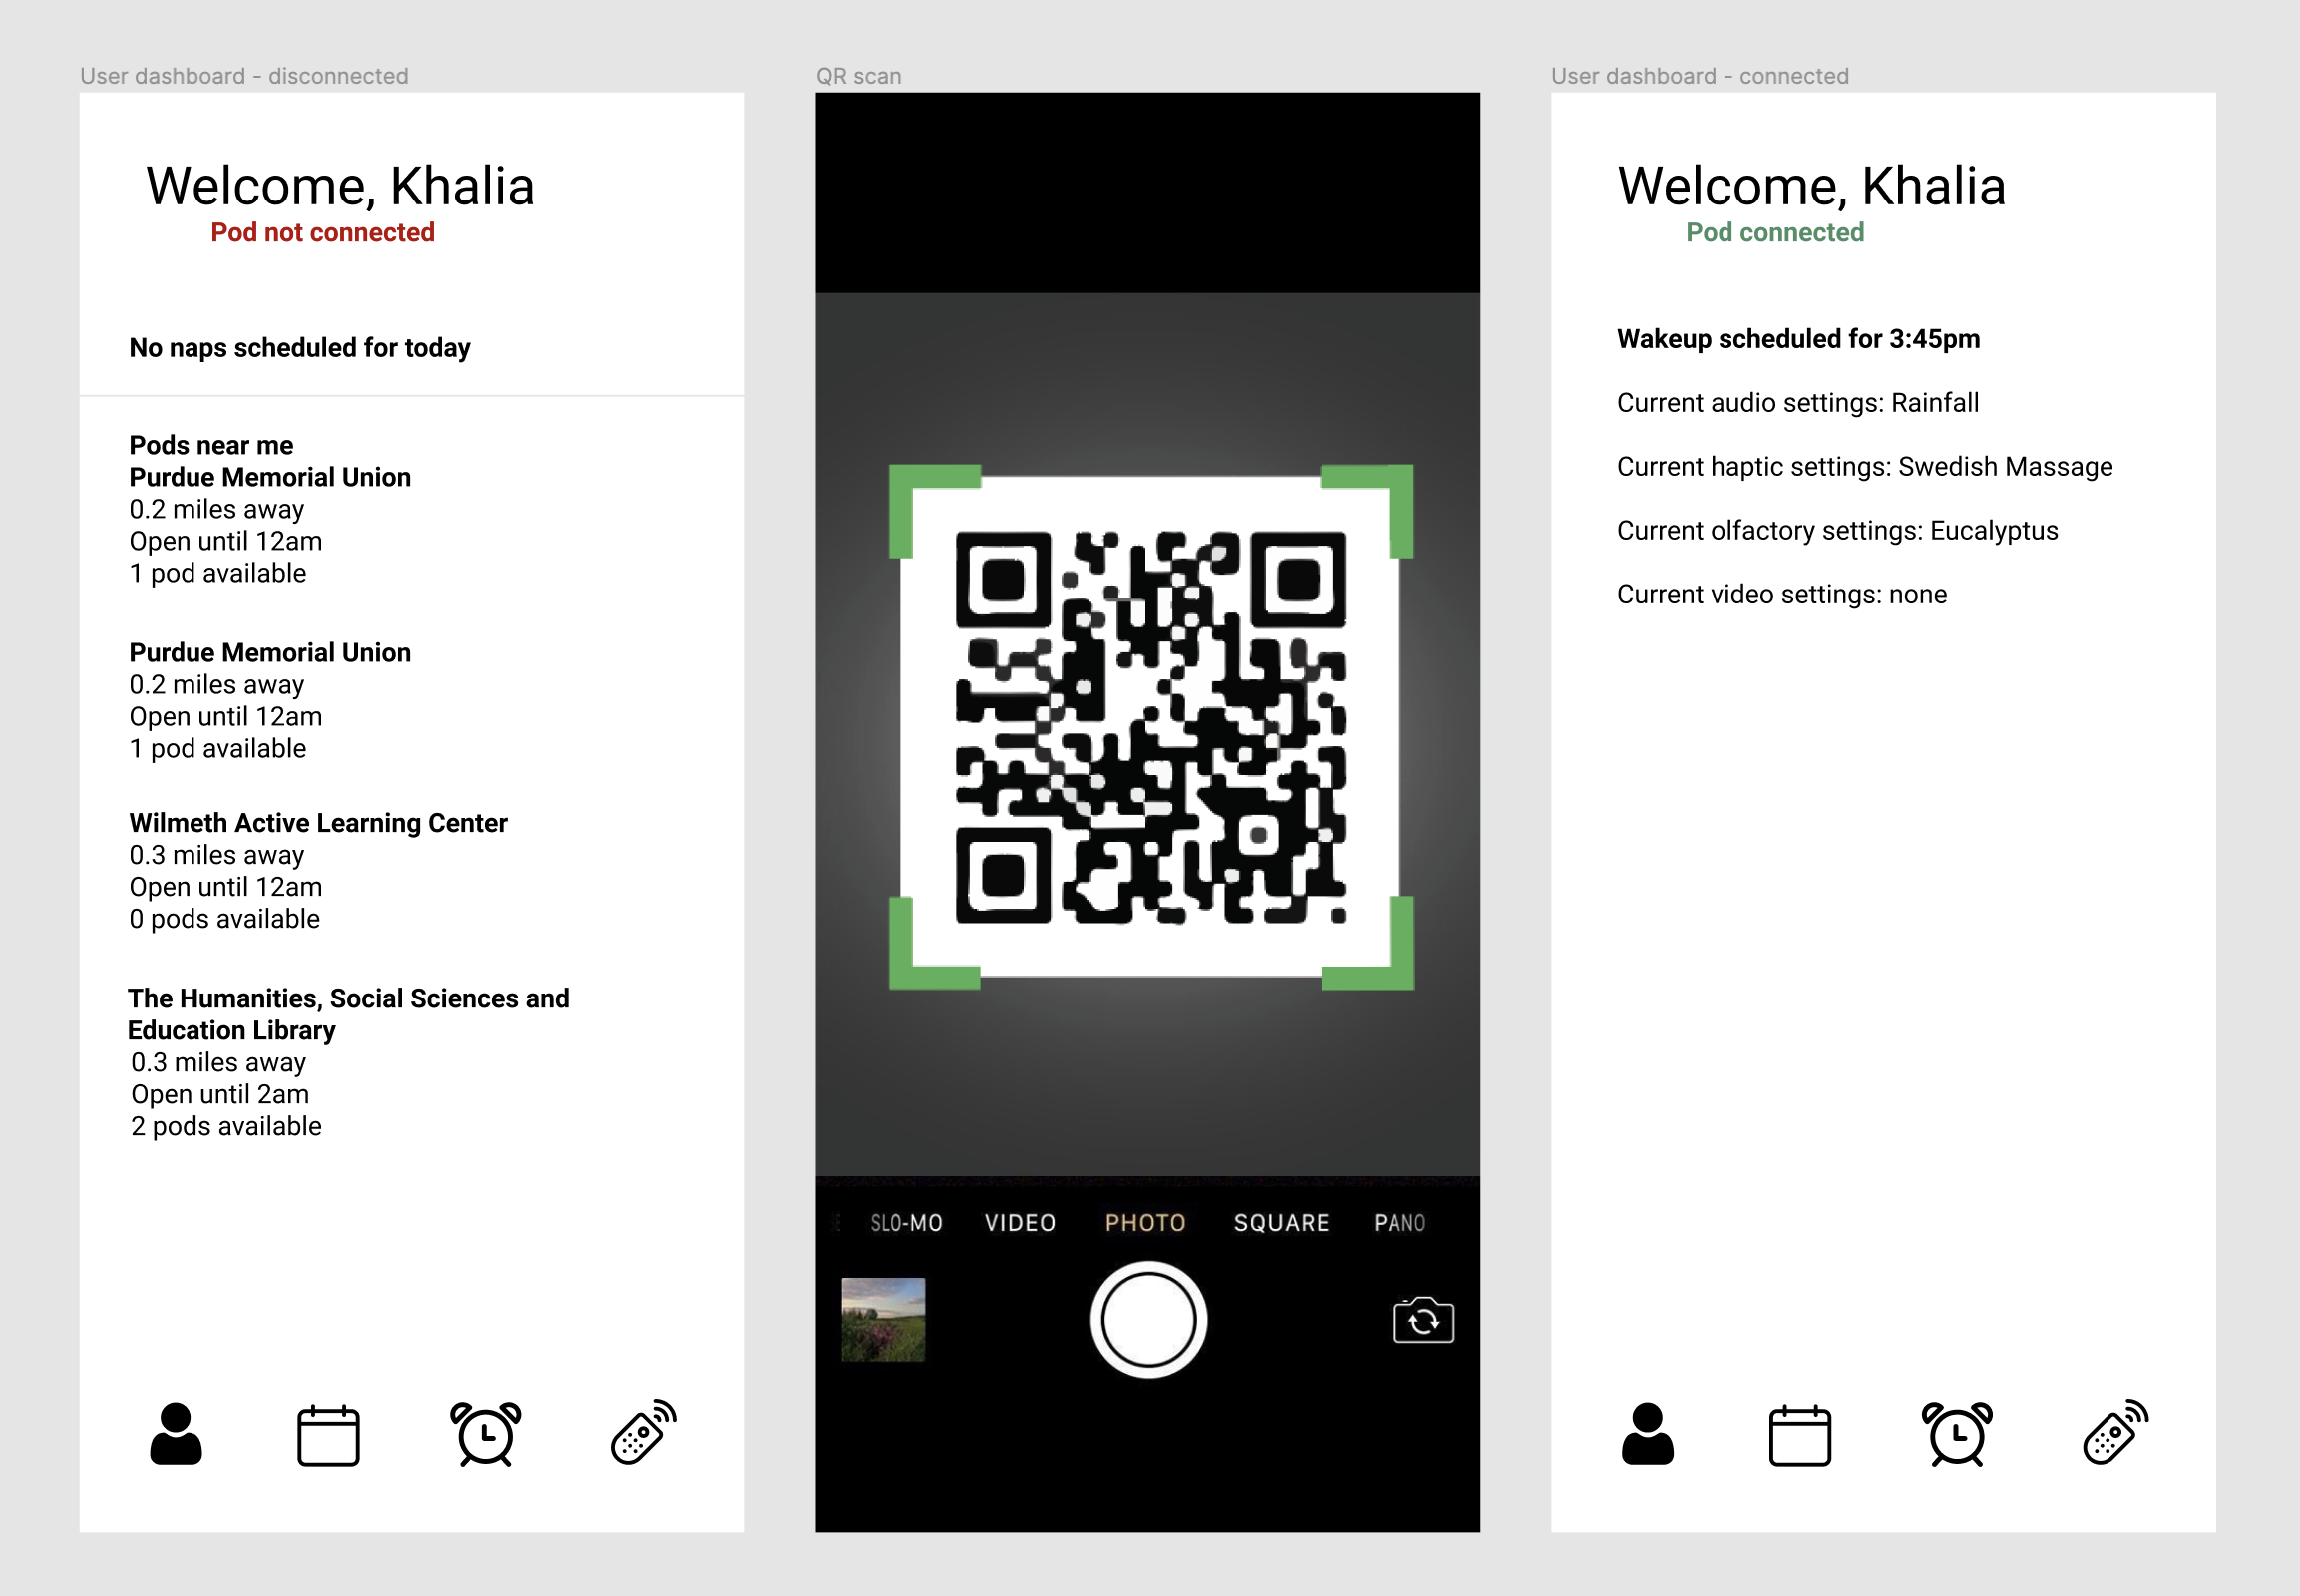 User dashboard - disconnected
Welcome, Khalia
Pod not connected
No naps scheduled for today
Pods near me
Purdue Memorial Union
0.2 miles away
Open until 12am
1 pod available
Purdue Memorial Union
0.2 miles away
Open until 12am
1 pod available
Wilmeth Active Learning Center
0.3 miles away
Open until 12am
0 pods available
The Humanities, Social Sciences and
Education Library
0.3 miles away
Open until 2am
2 pods available
QR scan
SLO-MO VIDEO PHOTO SQUARE PANO
User dashboard - connected
Welcome, Khalia
Pod connected
Wakeup scheduled for 3:45pm
Current audio settings: Rainfall
Current haptic settings: Swedish Massage
Current olfactory settings: Eucalyptus
Current video settings: none